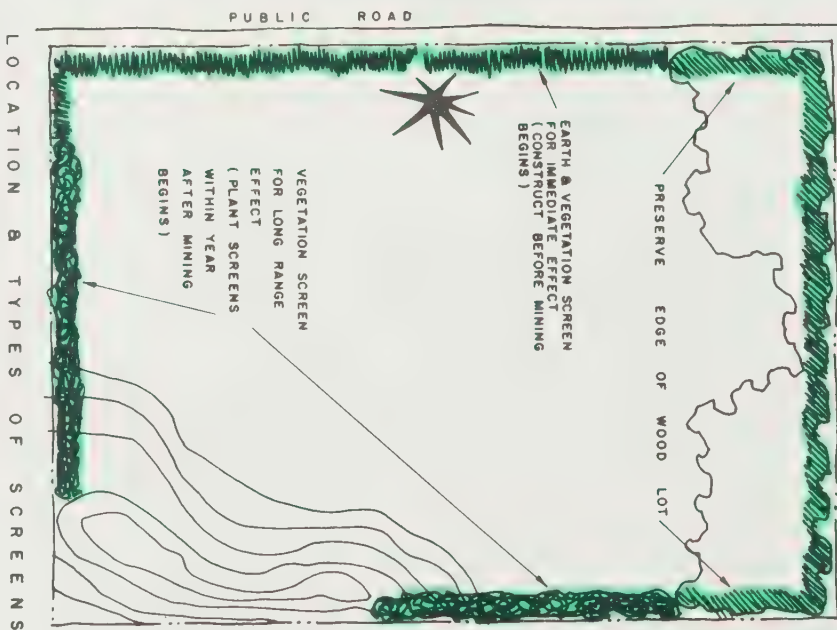 PUBLIC ROAD
EARTH & VEGETATION SCREEN
FOR IMMEDIATE EFFECT
( CONSTRUCT BEFORE MINING
BEGINS )
PRESERVE EDGE OF WOOD LOT
VEGETATION SCREEN
FOR LONG RANGE
EFFECT
( PLANT SCREENS
WITHIN YEAR
AFTER MINING
BEGINS )
LOCATION & TYPES OF SCREENS